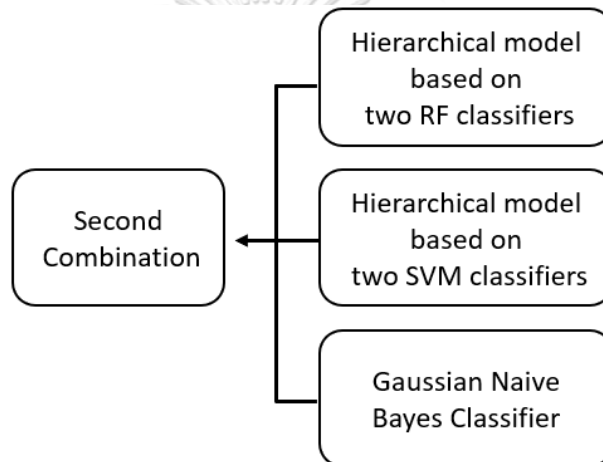 Hierarchical model
based on
two RF classifiers
Second
Combination
Hierarchical model
based on
two SVM classifiers
Gaussian Naive
Bayes Classifier